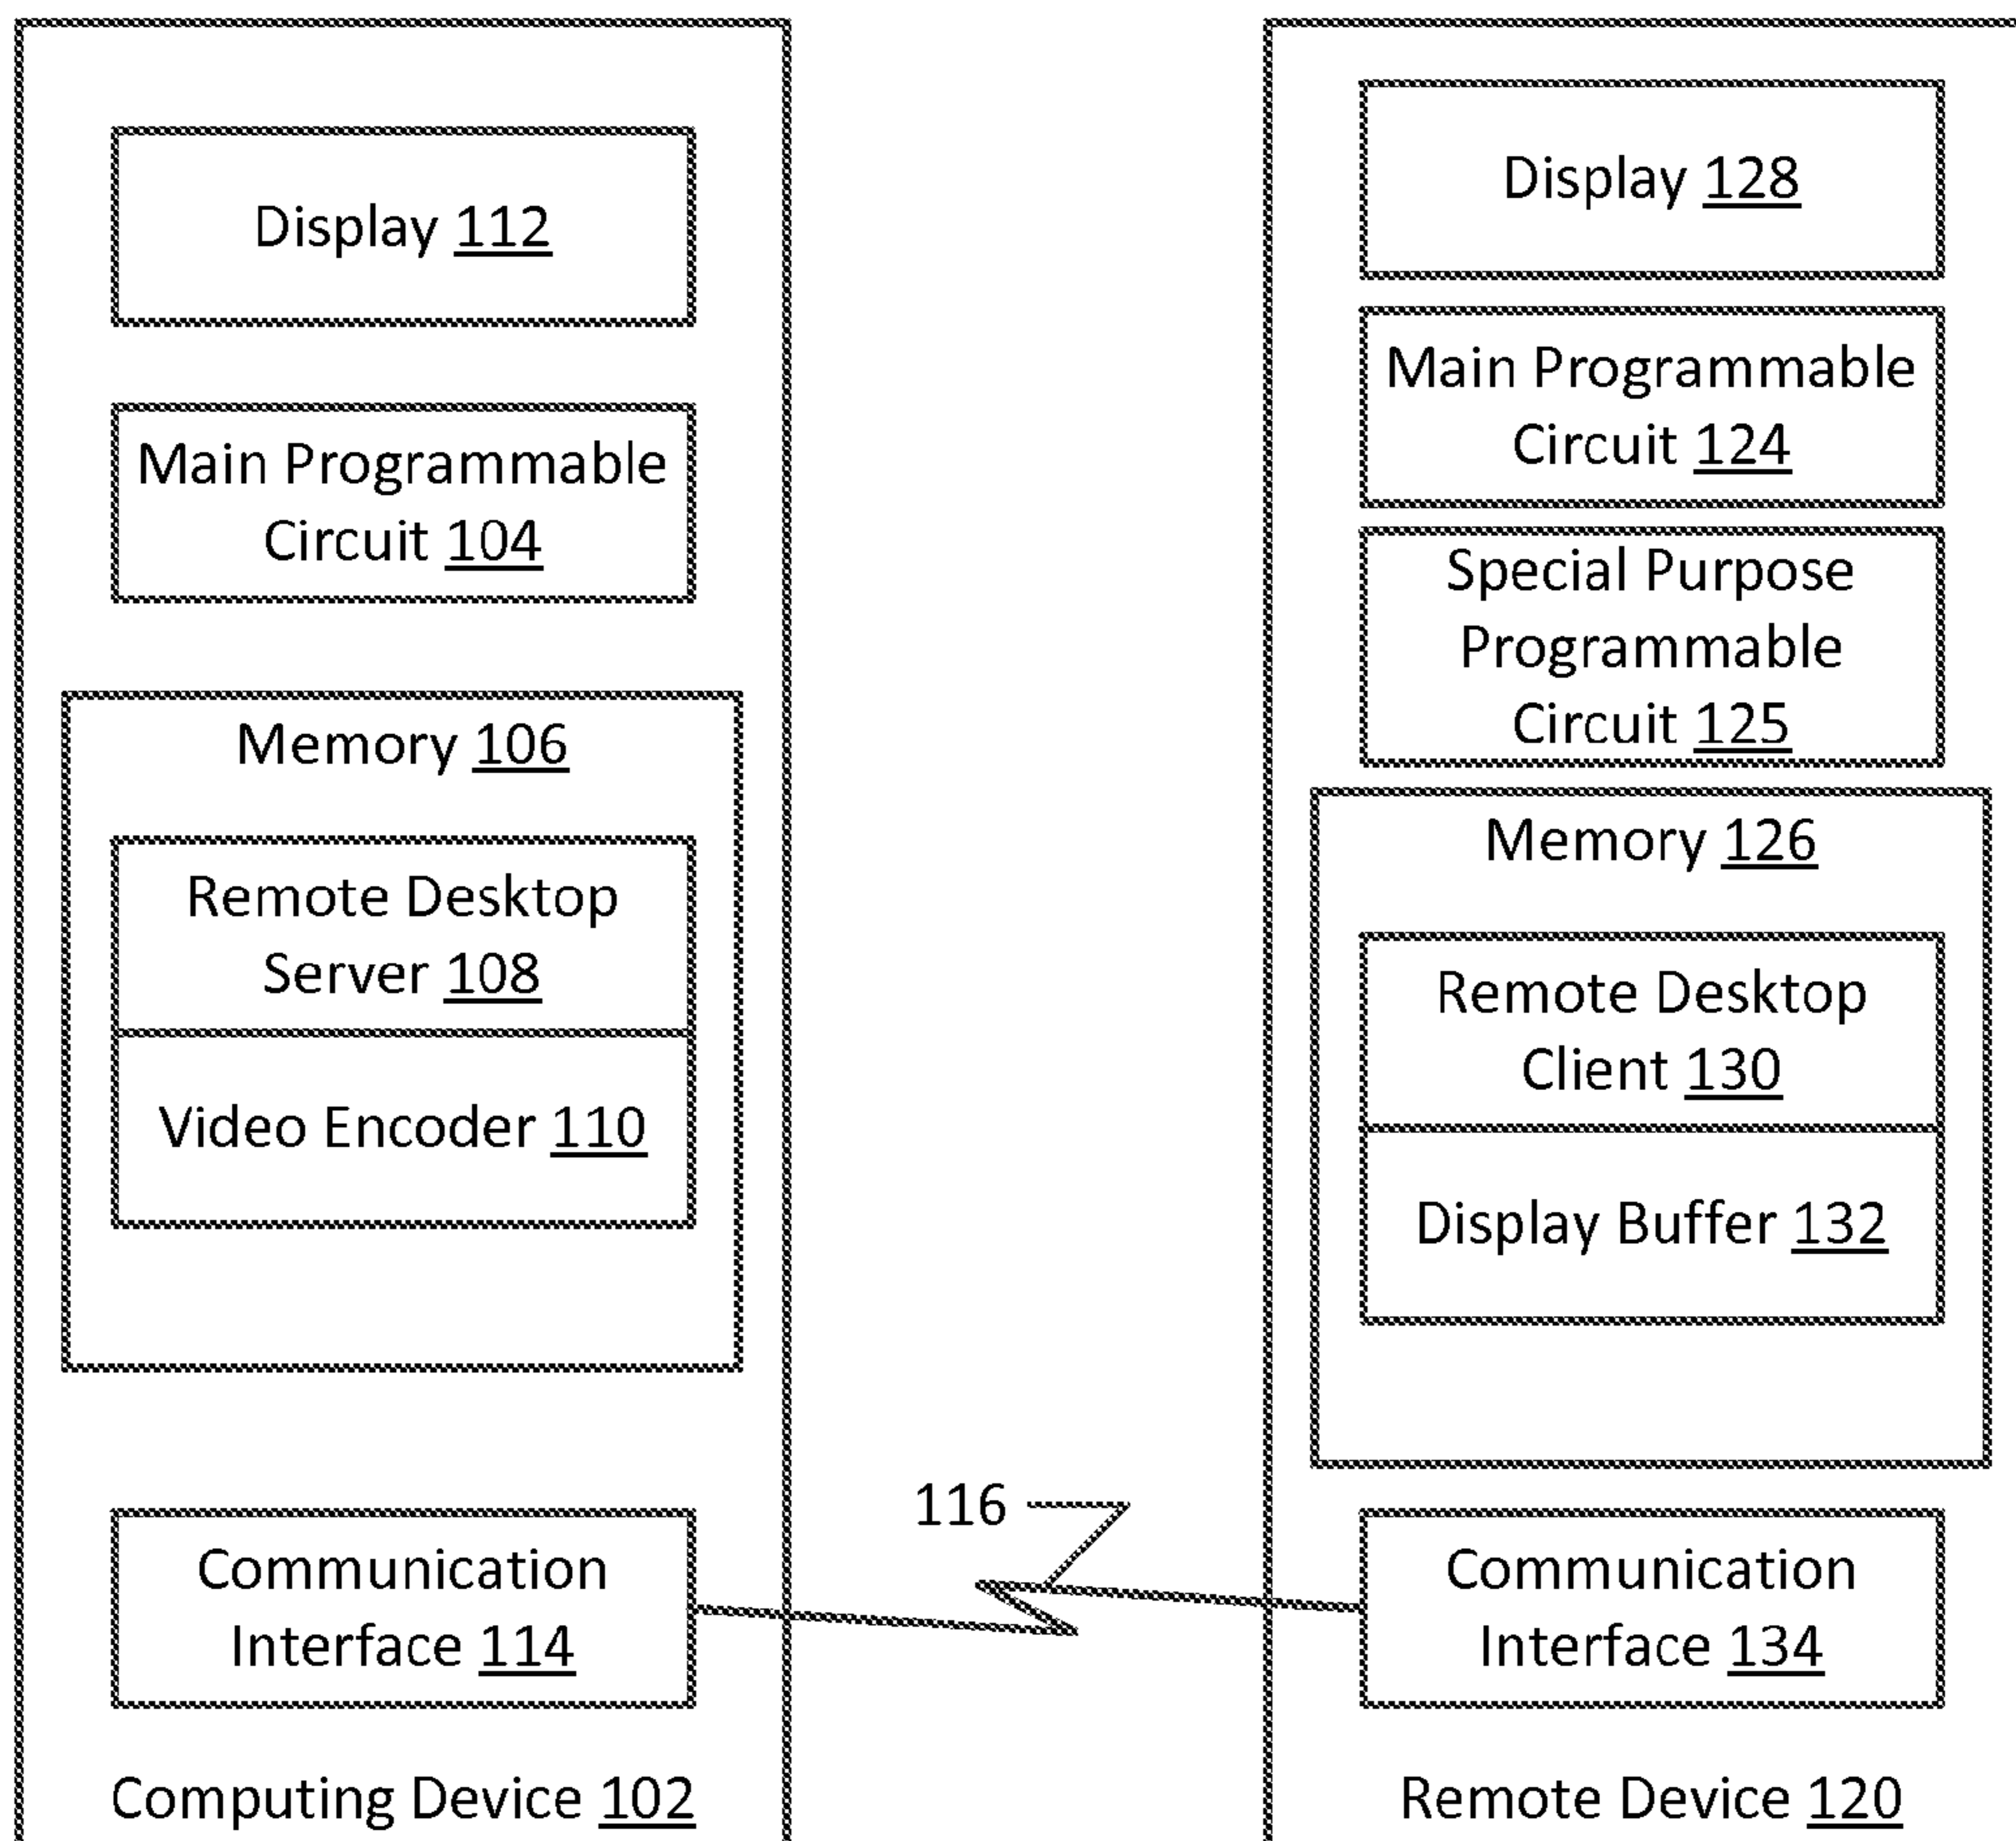 Display 112
Main Programmable
Circuit 104
Memory 106
Remote Desktop
Server 108
Video Encoder 110
Communication
Interface 114
Computing Device 102
116
Display 128
Main Programmable
Circuit 124
Special Purpose
Programmable
Circuit 125
Memory 126
Remote Desktop
Client 130
Display Buffer 132
Communication
Interface 134
Remote Device 120